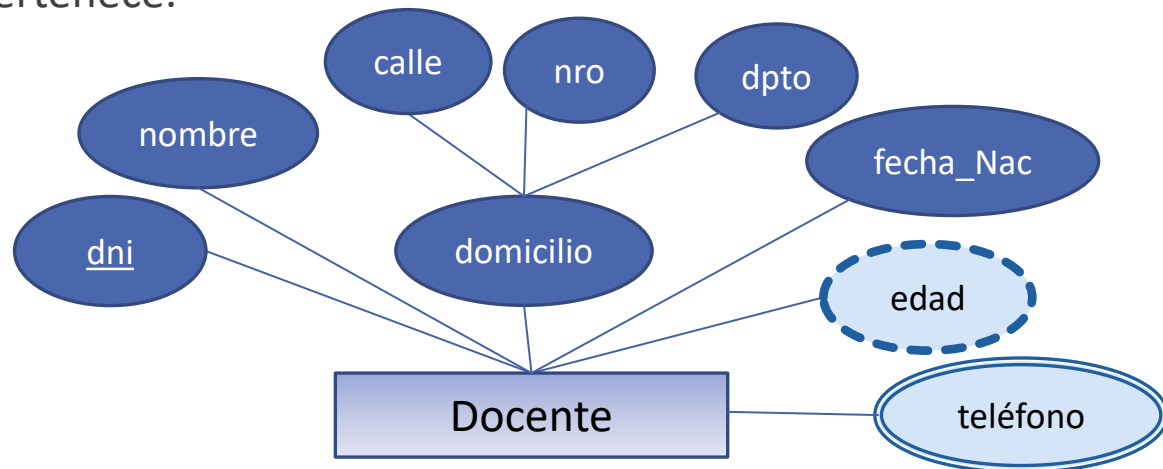 ertenece.
calle
nro
dpto
nombre
fecha_Nac
dni
domicilio
edad
Docente
teléfono